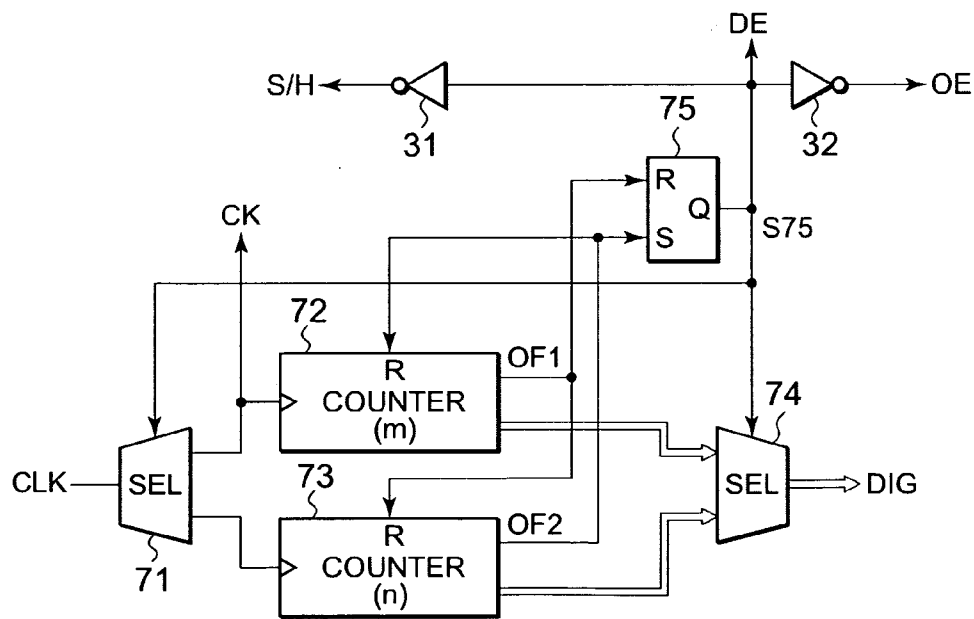 DE
S/H
OE
31
32
75
R
Q
S
S75
CK
72
R
COUNTER
(m)
OF1
74
CLK
SEL
71
73
R
COUNTER
(n)
OF2
SEL
DIG